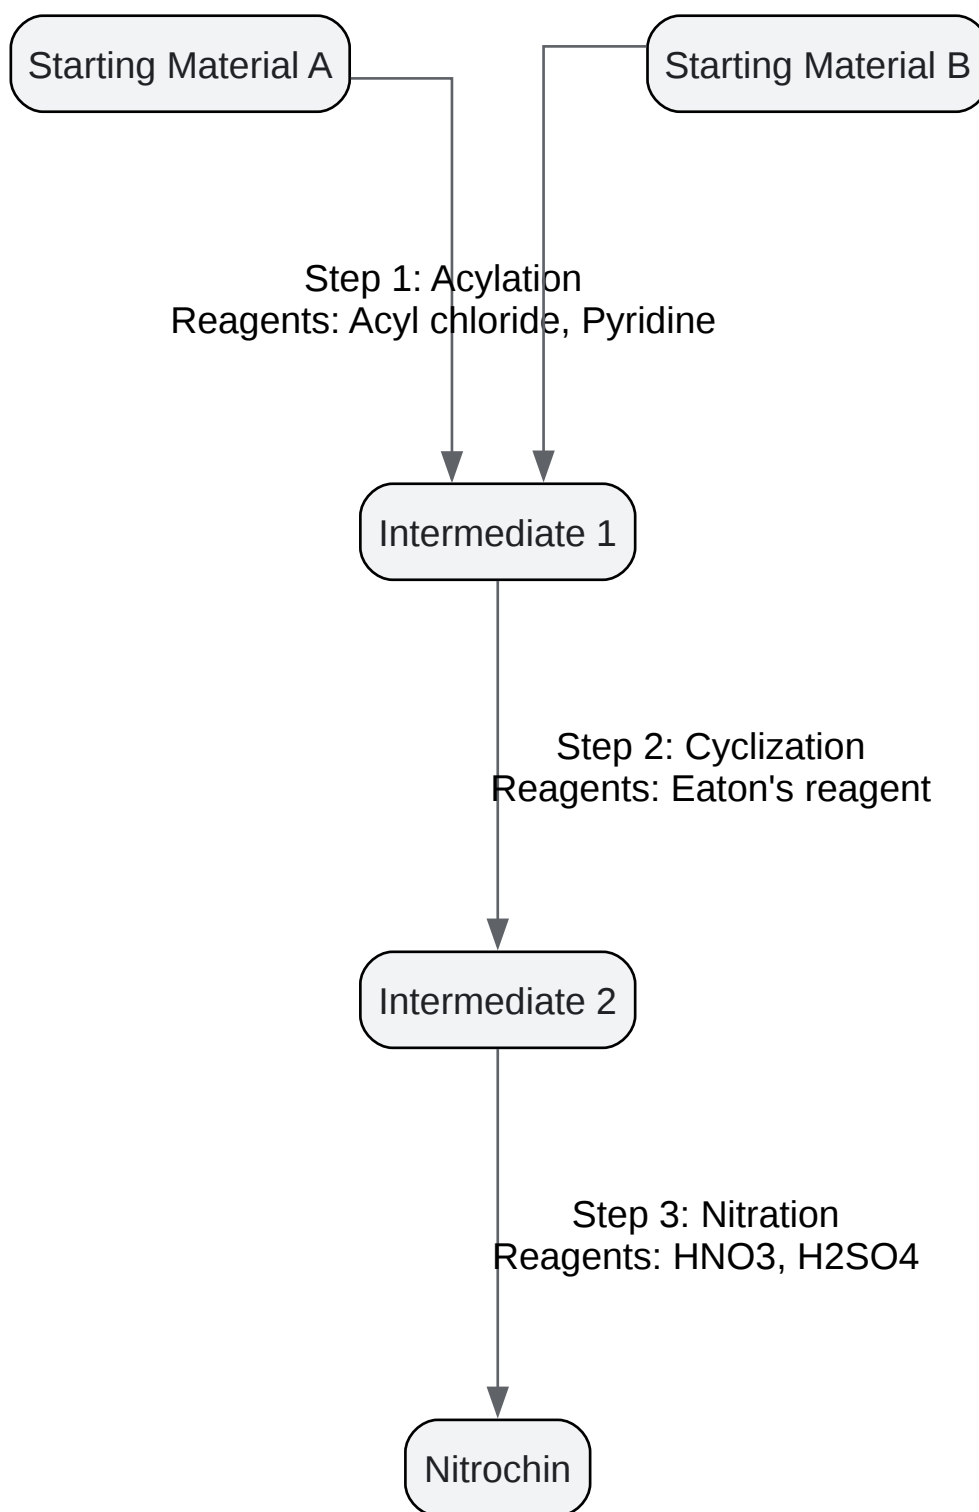 Starting Material A
Starting Material B
Step 1: Acylation
Reagents: Acyl chloride, Pyridine
Intermediate 1
Step 2: Cyclization
Reagents: Eaton's reagent
Intermediate 2
Step 3: Nitration
Reagents: HNO3, H2SO4
Nitrochin